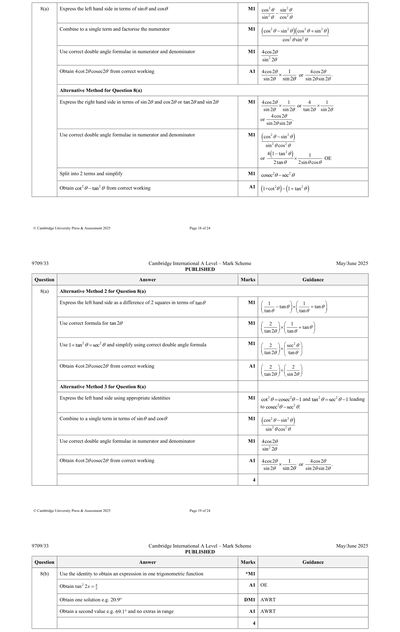 8(a) Express the left hand side in terms of sinθ and cosθ M1 cos²θ/sin²θ − sin²θ/cos²θ
Combine to a single term and factorise the numerator M1 (cos²θ − sin²θ)(cos²θ + sin²θ)/cos²θ sin²θ
Use correct double angle formulae in numerator and denominator M1 4cos2θ/sin²2θ
Obtain 4cot2θcosec2θ from correct working A1 4cos2θ/sin2θ × 1/sin2θ or 4cos2θ/sin2θsin2θ
Alternative Method for Question 8(a)
Express the right hand side in terms of sin2θ and cos2θ or tan2θ and sin2θ M1 4cos2θ/sin2θ × 1/sin2θ or 4/tan2θ × 1/sin2θ
or 4cos2θ/sin2θsin2θ
Use correct double angle formulae in numerator and denominator M1 (cos²θ − sin²θ)/sin²θcos²θ
or 4(1−tan²θ)/2tanθ × 1/2sinθcosθ OE
Split into 2 terms and simplify M1 cosec²θ − sec²θ
Obtain cot²θ − tan²θ from correct working A1 (1+cot²θ) − (1+tan²θ)
© Cambridge University Press & Assessment 2025 Page 18 of 24
9709/33 Cambridge International A Level – Mark Scheme May/June 2025
PUBLISHED
Question Answer Marks Guidance
8(a) Alternative Method 2 for Question 8(a)
Express the left hand side as a difference of 2 squares in terms of tanθ M1 (1/tanθ − tanθ) × (1/tanθ + tanθ)
Use correct formula for tan2θ M1 (2/tan2θ) × (1/tanθ + tanθ)
Use 1 + tan²θ = sec²θ and simplify using correct double angle formula M1 (2/tan2θ) × (sec²θ/tanθ)
Obtain 4cot2θcosec2θ from correct working A1 (2/tan2θ) × (2/sin2θ)
Alternative Method 3 for Question 8(a)
Express the left hand side using appropriate identities M1 cot²θ = cosec²θ − 1 and tan²θ = sec²θ − 1 leading
to cosec²θ − sec²θ
Combine to a single term in terms of sinθ and cosθ M1 (cos²θ − sin²θ)/sin²θcos²θ
Use correct double angle formulae in numerator and denominator M1 4cos2θ/sin²2θ
Obtain 4cot2θcosec2θ from correct working A1 4cos2θ/sin2θ × 1/sin2θ or 4cos2θ/sin2θsin2θ
4
© Cambridge University Press & Assessment 2025 Page 19 of 24
9709/33 Cambridge International A Level – Mark Scheme May/June 2025
PUBLISHED
Question Answer Marks Guidance
8(b) Use the identity to obtain an expression in one trigonometric function *M1
Obtain tan² 2x = A1 OE
Obtain one solution e.g. 20.9° DM1 AWRT
Obtain a second value e.g. 69.1° and no extras in range A1 AWRT
4